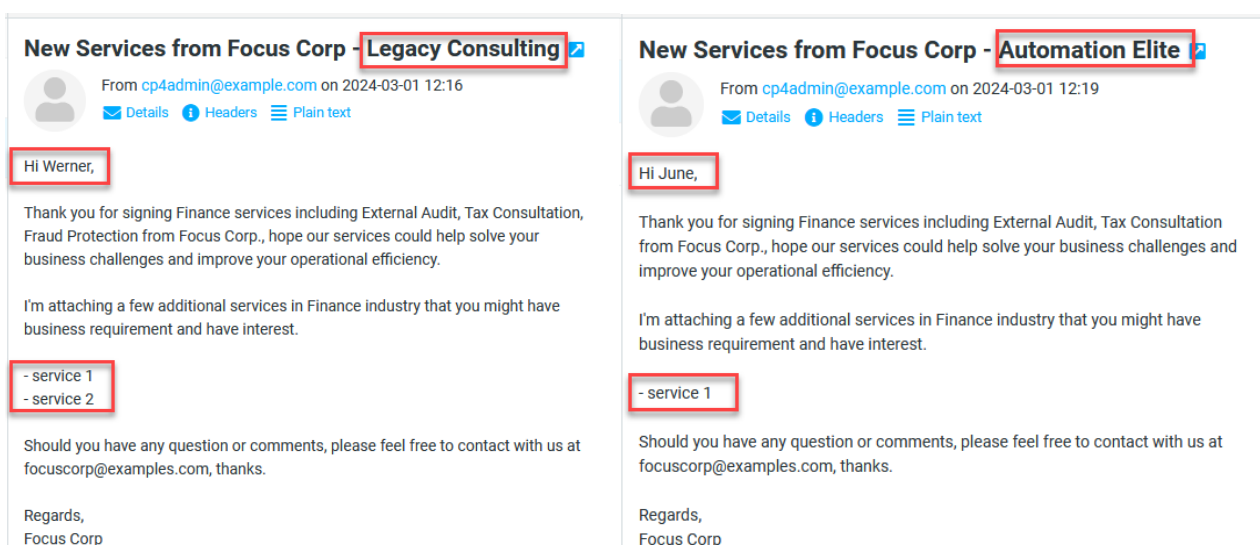 New Services from Focus Corp - Legacy Consulting
From cp4admin@example.com on 2024-03-01 12:16
Details Headers Plain text
Hi Werner,
Thank you for signing Finance services including External Audit, Tax Consultation,
Fraud Protection from Focus Corp., hope our services could help solve your
business challenges and improve your operational efficiency.
I'm attaching a few additional services in Finance industry that you might have
business requirement and have interest.
- service 1
- service 2
Should you have any question or comments, please feel free to contact with us at
focuscorp@examples.com, thanks.
Regards,
Focus Corp
New Services from Focus Corp - Automation Elite
From cp4admin@example.com on 2024-03-01 12:19
Details Headers Plain text
Hi June,
Thank you for signing Finance services including External Audit, Tax Consultation
from Focus Corp., hope our services could help solve your business challenges and
improve your operational efficiency.
I'm attaching a few additional services in Finance industry that you might have
business requirement and have interest.
- service 1
Should you have any question or comments, please feel free to contact with us at
focuscorp@examples.com, thanks.
Regards,
Focus Corp